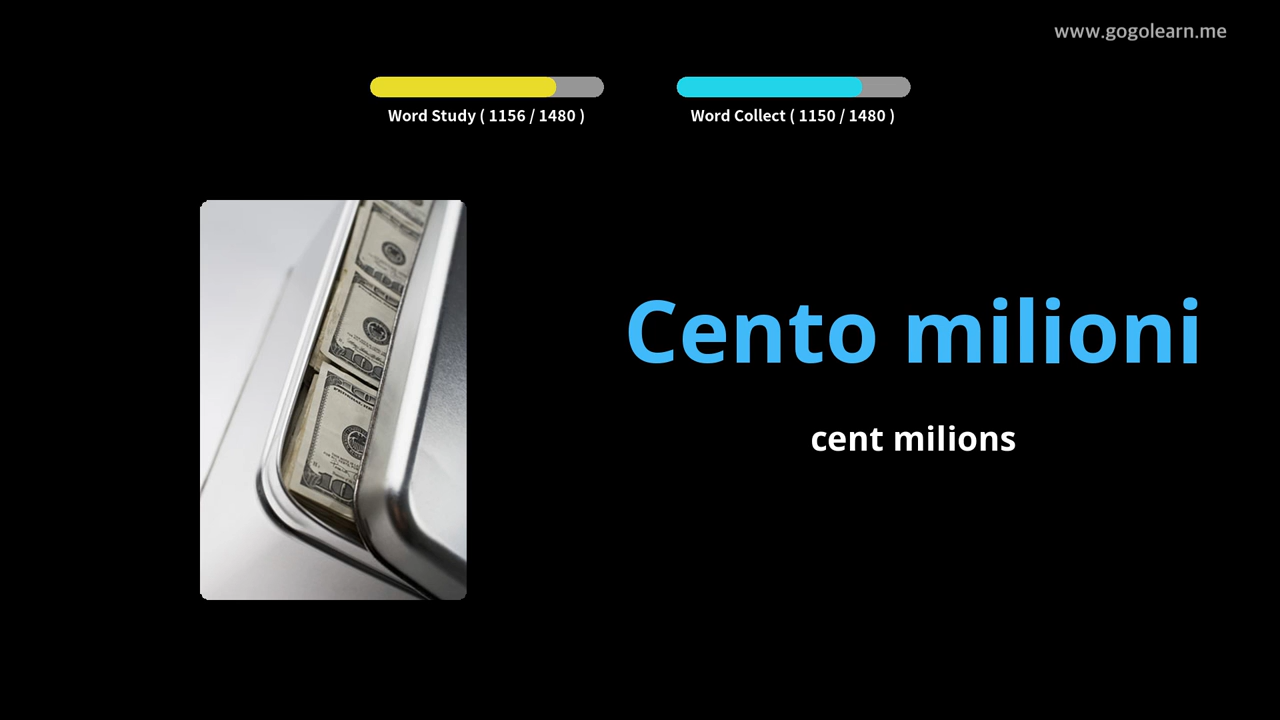 www.gogolearn.me
Word Study ( 1156 / 1480 )
Word Collect ( 1150 / 1480 )
Cento milioni
cent milions